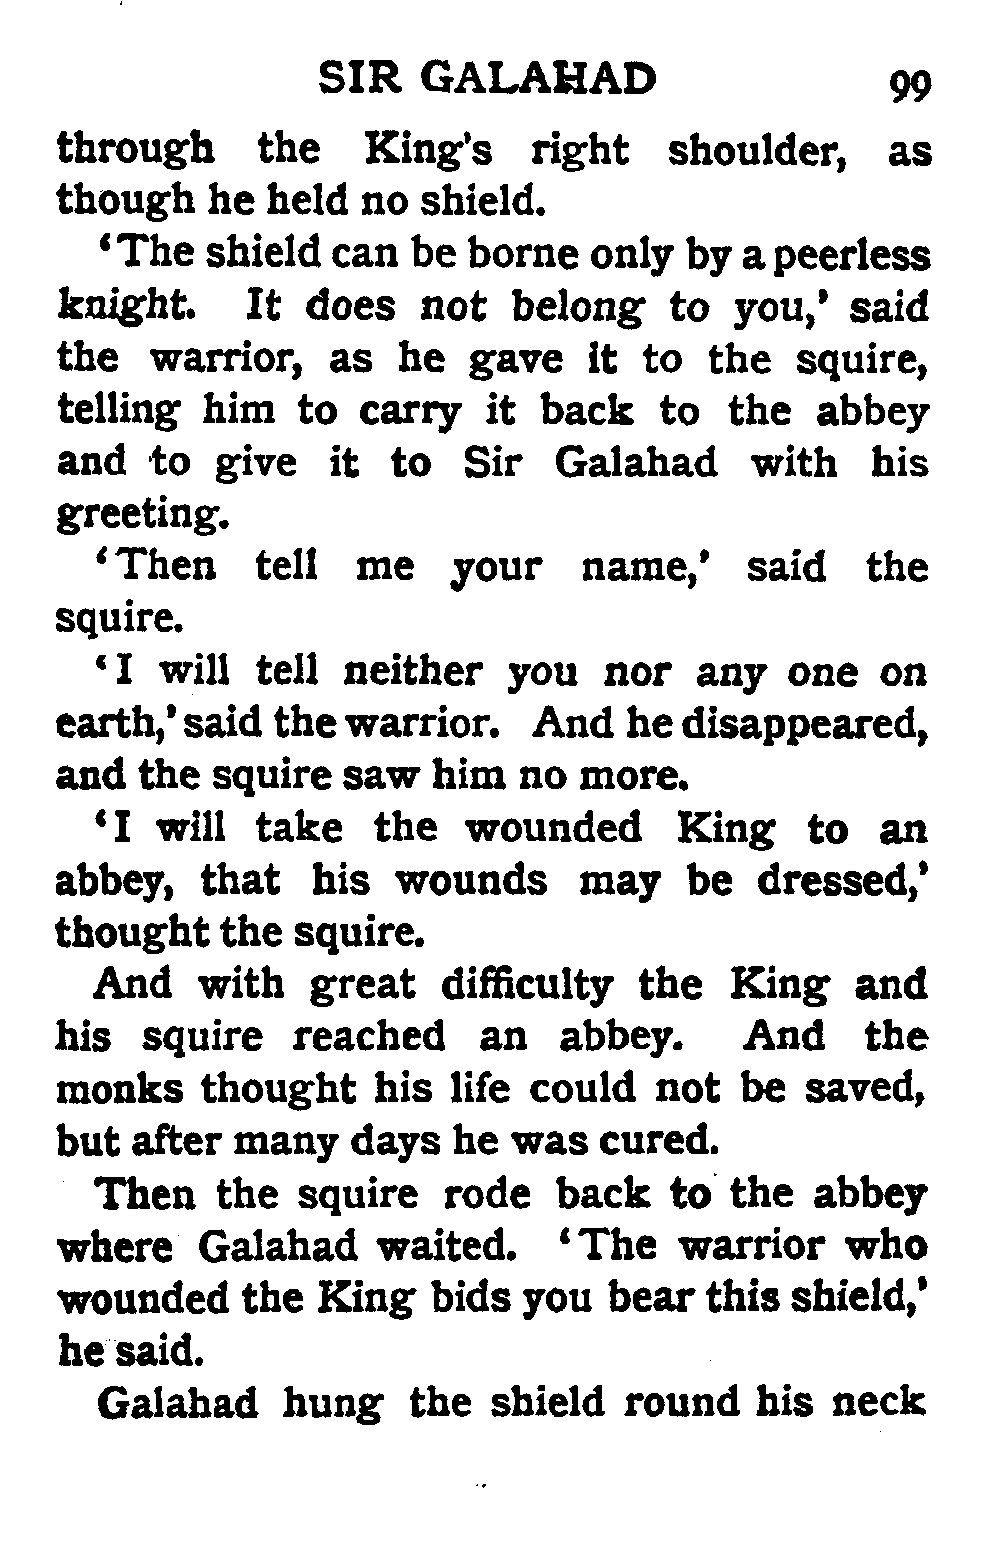 SIR GALAHAD 99
through the King's right shoulder, as
though he held no shield.
‘The shield can be borne only by a peerless
knight. It does not belong to you,’ said
the warrior, as he gave it to the squire,
telling him to carry it back to the abbey
and to give it to Sir Galahad with his
greeting.
‘Then tell me your name,’ said the
squire.
‘I will tell neither you nor any one on
earth,’ said the warrior. And he disappeared,
and the squire saw him no more.
‘I will take the wounded King to an
abbey, that his wounds may be dressed,’
thought the squire.
And with great difficulty the King and
his squire reached an abbey. And the
monks thought his life could not be saved,
but after many days he was cured.
Then the squire rode back to the abbey
where Galahad waited. ‘The warrior who
wounded the King bids you bear this shield,’
he said.
Galahad hung the shield round his neck